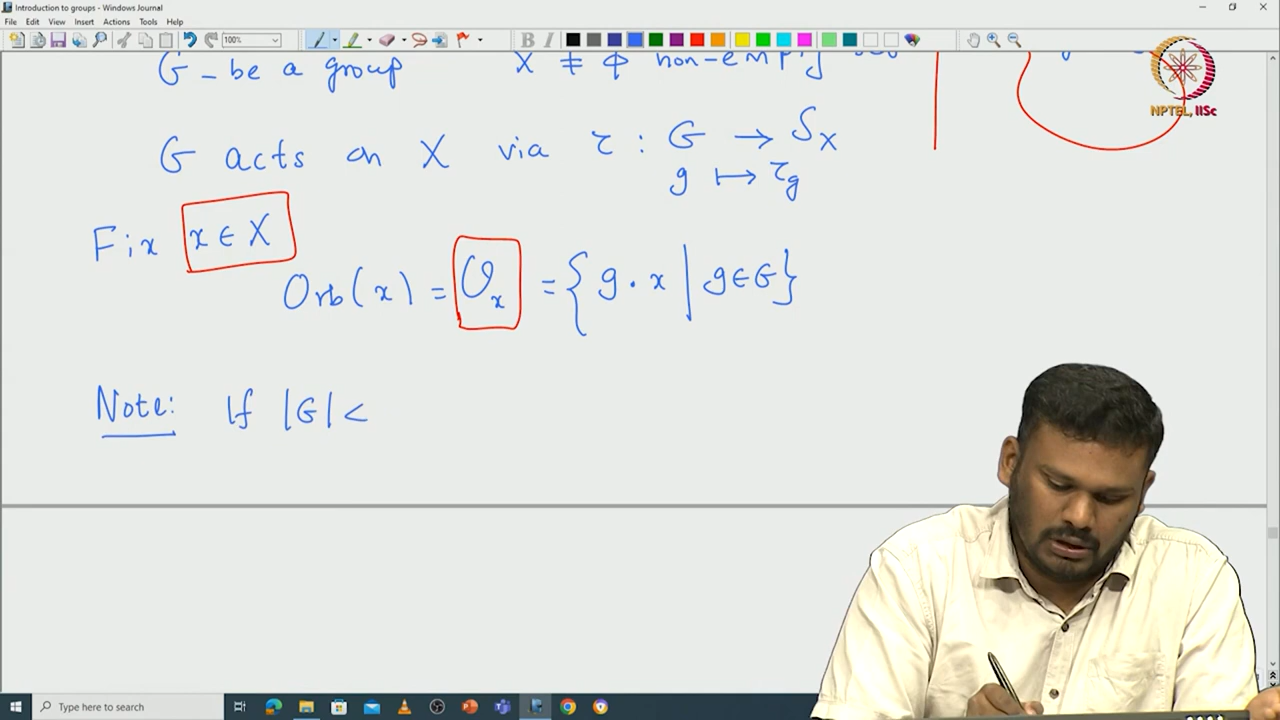 Introduction to groups - Windows Journal
File Edit View Insert Actions Tools Help
100%
B I
G - be a group X ≠ ϕ non-empty
NPTEL, IISc
G acts on X via τ : G → S_X
g ↦ τ_g
Fix x ∈ X
Orb(x) = O_x = { g · x | g ∈ G }
Note: If |G| <
Type here to search